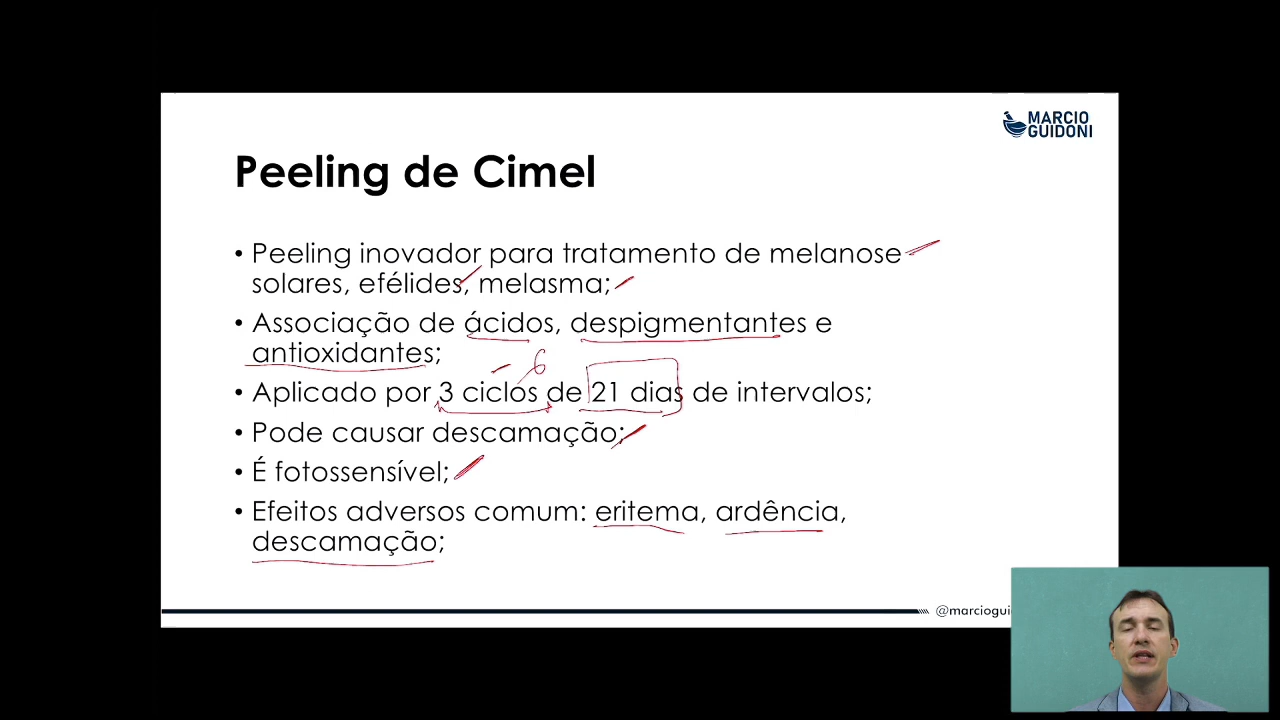 MARCIO
GUIDONI
Peeling de Cimel
• Peeling inovador para tratamento de melanose
solares, efélides, melasma;
• Associação de ácidos, despigmentantes e
antioxidantes;
6
• Aplicado por 3 ciclos de 21 dias de intervalos;
• Pode causar descamação;
• É fotossensível;
• Efeitos adversos comum: eritema, ardência,
descamação;